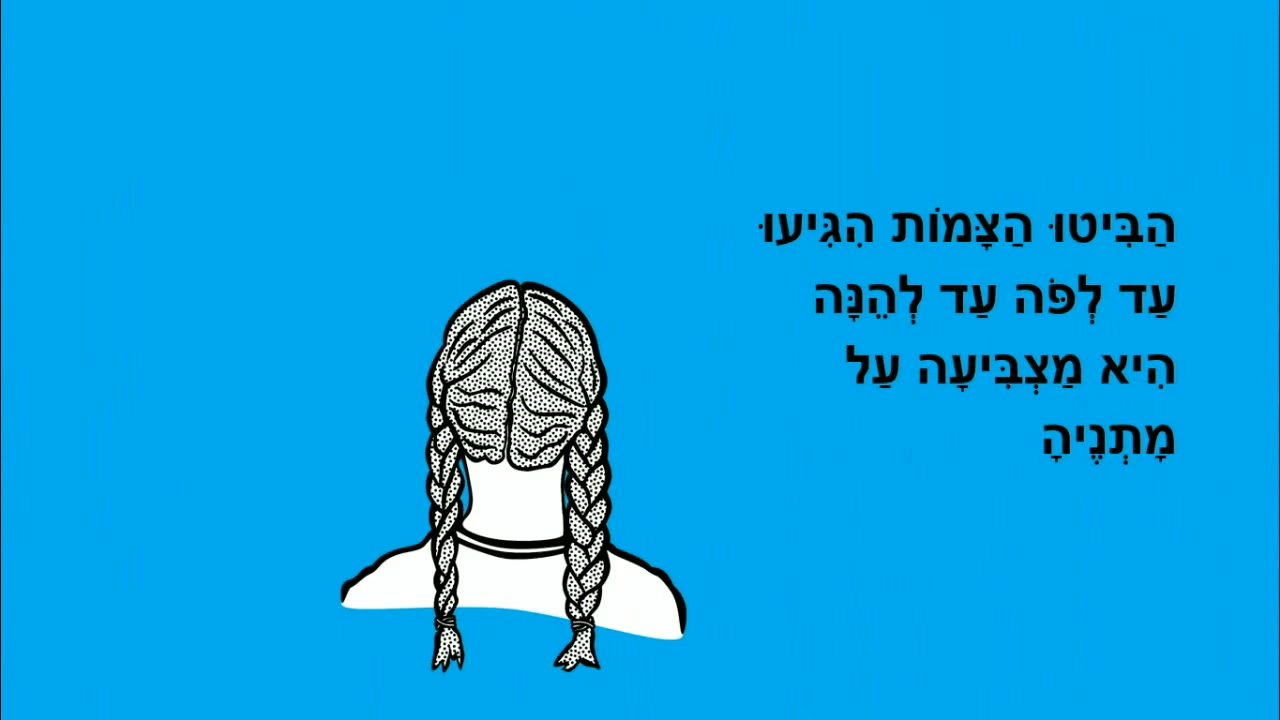 הַבִּיטוּ הַצָּמוֹת הִגִּיעוּ
עַד לְפֹּה עַד לְהֵנָּה
הִיא מַצְבִּיעָה עַל
מָתְנֶיהָ